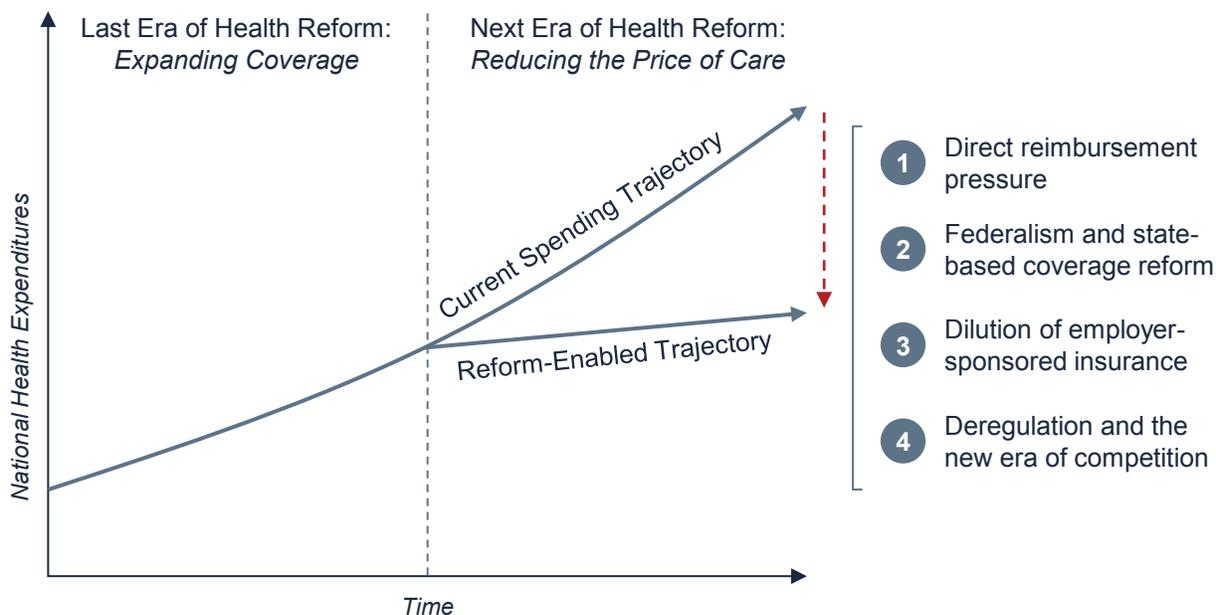 Last Era of Health Reform:
Expanding Coverage
Next Era of Health Reform:
Reducing the Price of Care
National Health Expenditures
Current Spending Trajectory
Reform-Enabled Trajectory
Time
1
Direct reimbursement
pressure
2
Federalism and state-
based coverage reform
3
Dilution of employer-
sponsored insurance
4
Deregulation and the
new era of competition